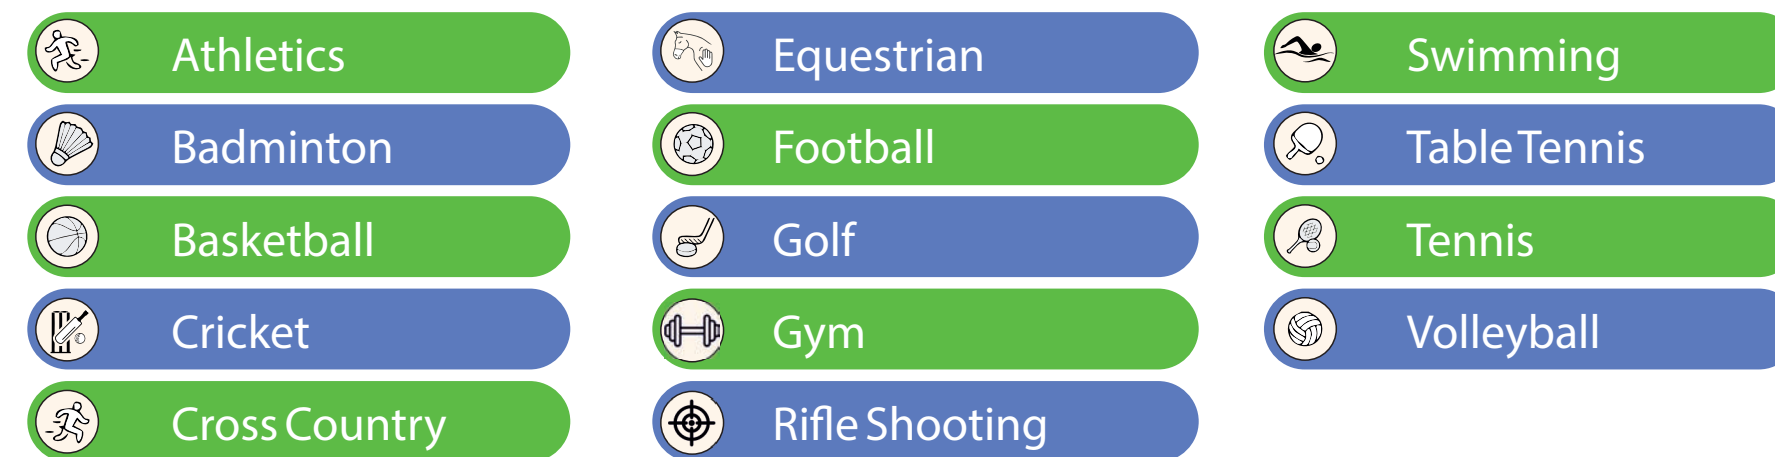 Athletics
Badminton
Basketball
Cricket
Cross Country
Equestrian
Football
Golf
Gym
Rifle Shooting
Swimming
Table Tennis
Tennis
Volleyball